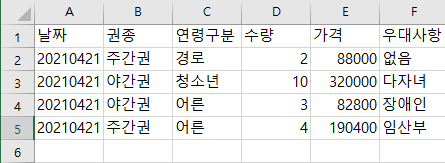 A B C D E F
1 날짜 권종 연령구분 수량 가격 우대사항
2 20210421 주간권 경로 2 88000 없음
3 20210421 야간권 청소년 10 320000 다자녀
4 20210421 야간권 어른 3 82800 장애인
5 20210421 주간권 어른 4 190400 임산부
6